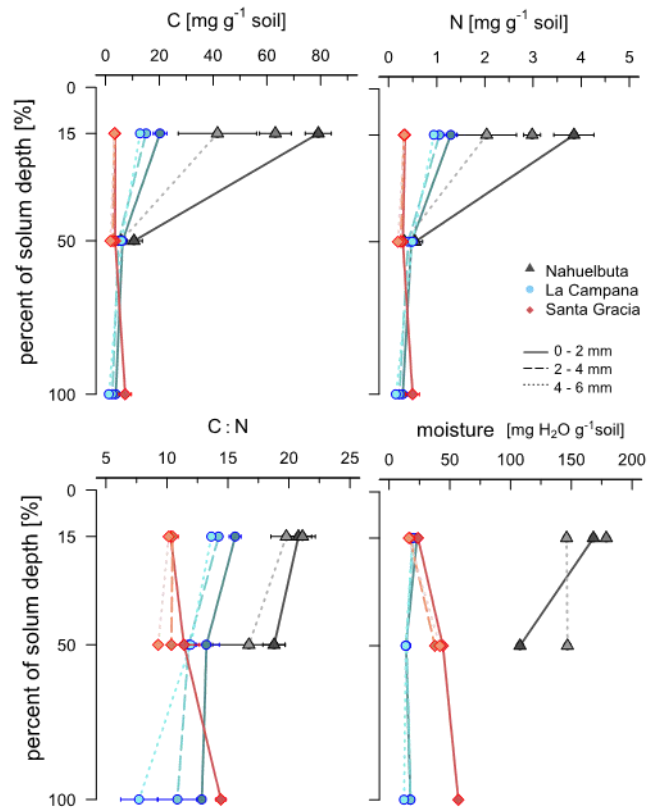 C [mg g⁻¹ soil]
N [mg g⁻¹ soil]
0 20 40 60 80
0 1 2 3 4 5
percent of solum depth [%]
0
15
50
100
Nahuelbuta
La Campana
Santa Gracia
0 - 2 mm
2 - 4 mm
4 - 6 mm
C : N
moisture [mg H₂O g⁻¹soil]
5 10 15 20 25
0 50 100 150 200
percent of solum depth [%]
0
15
50
100